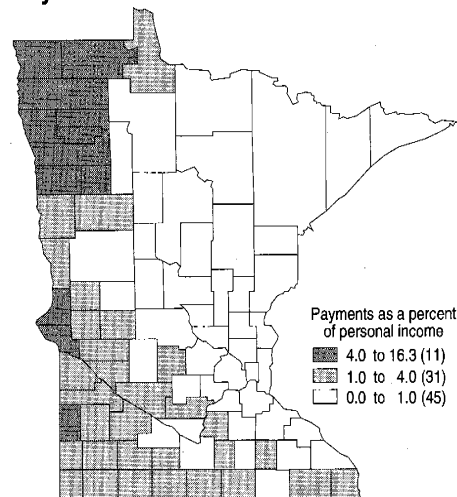 Payments as a percent
of personal income
4.0 to 16.3 (11)
1.0 to 4.0 (31)
0.0 to 1.0 (45)